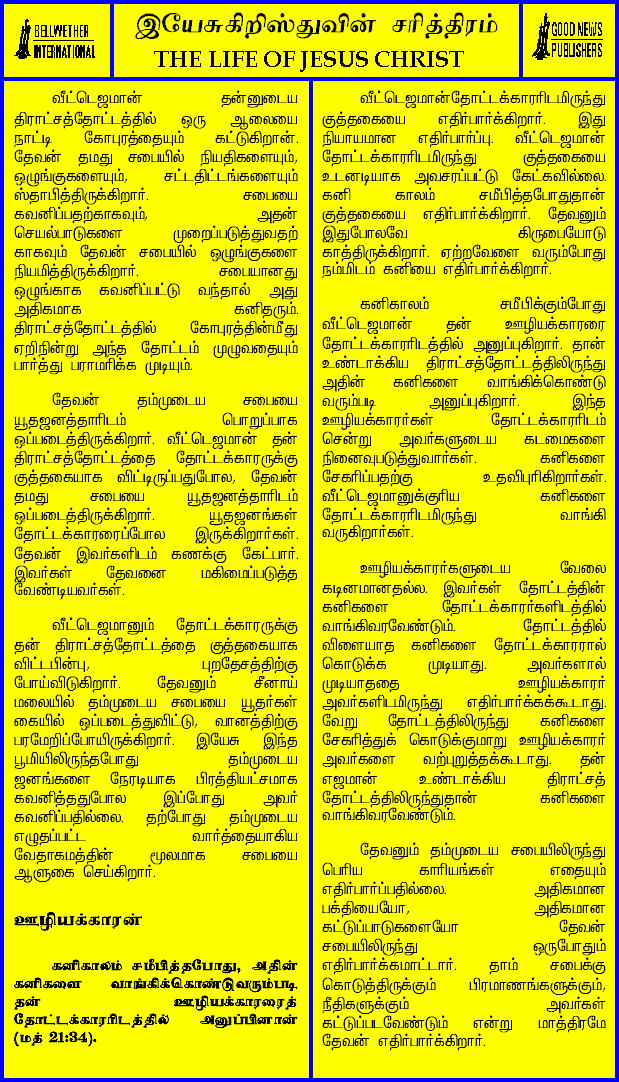 BELLWETHER
INTERNATIONAL
இயேசுகிறிஸ்துவின் சரித்திரம்
THE LIFE OF JESUS CHRIST
GOOD NEWS
PUBLISHERS
வீட்டெஜமான் தன்னுடைய
திராட்சத்தோட்டத்தில் ஒரு ஆலையை
நாட்டி கோபுரத்தையும் கட்டுகிறான்.
தேவன் தமது சபையில் நியதிகளையும்,
ஒழுங்குகளையும், சட்டதிட்டங்களையும்
ஸ்தாபித்திருக்கிறார். சபையை
கவனிப்பதற்காகவும், அதன்
செயல்பாடுகளை முறைப்படுத்துவதற்
காகவும் தேவன் சபையில் ஒழுங்குகளை
நியமித்திருக்கிறார். சபையானது
ஒழுங்காக கவனிப்பட்டு வந்தால் அது
அதிகமாக கனிதரும்.
திராட்சத்தோட்டத்தில் கோபுரத்தின்மீது
ஏறிநின்று அந்த தோட்டம் முழுவதையும்
பார்த்து பராமரிக்க முடியும்.
தேவன் தம்முடைய சபையை
யூதஜனத்தாரிடம் பொறுப்பாக
ஒப்படைத்திருக்கிறார். வீட்டெஜமான் தன்
திராட்சத்தோட்டத்தை தோட்டக்காரருக்கு
குத்தகையாக விட்டிருப்பதுபோல, தேவன்
தமது சபையை யூதஜனத்தாரிடம்
ஒப்படைத்திருக்கிறார். யூதஜனங்கள்
தோட்டக்காரரைப்போல இருக்கிறார்கள்.
தேவன் இவர்களிடம் கணக்கு கேட்பார்.
இவர்கள் தேவனை மகிமைப்படுத்த
வேண்டியவர்கள்.
வீட்டெஜமானும் தோட்டக்காரருக்கு
தன் திராட்சத்தோட்டத்தை குத்தகையாக
விட்டபின்பு, புறதேசத்திற்கு
போய்விடுகிறார். தேவனும் சீனாய்
மலையில் தம்முடைய சபையை யூதர்கள்
கையில் ஒப்படைத்துவிட்டு, வானத்திற்கு
பரமேறிப்போயிருக்கிறார். இயேசு இந்த
பூமியிலிருந்தபோது தம்முடைய
ஜனங்களை நேரடியாக பிரத்தியட்சமாக
கவனித்ததுபோல இப்போது அவர்
கவனிப்பதில்லை. தற்போது தம்முடைய
எழுதப்பட்ட வார்த்தையாகிய
வேதாகமத்தின் மூலமாக சபையை
ஆளுகை செய்கிறார்.
ஊழியக்காரன்
கனிகாலம் சமீபித்தபோது, அதின்
கனிகளை வாங்கிக்கொண்டுவரும்படி
தன் ஊழியக்காரரைத்
தோட்டக்காரரிடத்தில் அனுப்பினான்
(மத் 21:34).
வீட்டெஜமான்தோட்டக்காரரிடமிருந்து
குத்தகையை எதிர்பார்க்கிறார். இது
நியாயமான எதிர்பார்ப்பு. வீட்டெஜமான்
தோட்டக்காரரிடமிருந்து குத்தகையை
உடனடியாக அவசரப்பட்டு கேட்கவில்லை.
கனி காலம் சமீபித்தபோதுதான்
குத்தகையை எதிர்பார்க்கிறார். தேவனும்
இதுபோலவே கிருபையோடு
காத்திருக்கிறார். ஏற்றவேளை வரும்போது
நம்மிடம் கனியை எதிர்பார்க்கிறார்.
கனிகாலம் சமீபிக்கும்போது
வீட்டெஜமான் தன் ஊழியக்காரரை
தோட்டக்காரரிடத்தில் அனுப்புகிறார். தான்
உண்டாக்கிய திராட்சத்தோட்டத்திலிருந்து
அதின் கனிகளை வாங்கிக்கொண்டு
வரும்படி அனுப்புகிறார். இந்த
ஊழியக்காரர்கள் தோட்டக்காரரிடம்
சென்று அவர்களுடைய கடமைகளை
நினைவுபடுத்துவார்கள். கனிகளை
சேகரிப்பதற்கு உதவிபுரிகிறார்கள்.
வீட்டெஜமானுக்குரிய கனிகளை
தோட்டக்காரரிடமிருந்து வாங்கி
வருகிறார்கள்.
ஊழியக்காரர்களுடைய வேலை
கடினமானதல்ல. இவர்கள் தோட்டத்தின்
கனிகளை தோட்டக்காரர்களிடத்தில்
வாங்கிவரவேண்டும். தோட்டத்தில்
விளையாத கனிகளை தோட்டக்காரரால்
கொடுக்க முடியாது. அவர்களால்
முடியாததை ஊழியக்காரர்
அவர்களிடமிருந்து எதிர்பார்க்கக்கூடாது.
வேறு தோட்டத்திலிருந்து கனிகளை
சேகரித்துக் கொடுக்குமாறு ஊழியக்காரர்
அவர்களை வற்புறுத்தக்கூடாது. தன்
எஜமான் உண்டாக்கிய திராட்சத்
தோட்டத்திலிருந்துதான் கனிகளை
வாங்கிவரவேண்டும்.
தேவனும் தம்முடைய சபையிலிருந்து
பெரிய காரியங்கள் எதையும்
எதிர்பார்ப்பதில்லை. அதிகமான
பக்தியையோ, அதிகமான
கட்டுப்பாடுகளையோ தேவன்
சபையிலிருந்து ஒருபோதும்
எதிர்பார்க்கமாட்டார். தாம் சபைக்கு
கொடுத்திருக்கும் பிரமாணங்களுக்கும்,
நீதிகளுக்கும் அவர்கள்
கட்டுப்படவேண்டும் என்று மாத்திரமே
தேவன் எதிர்பார்க்கிறார்.